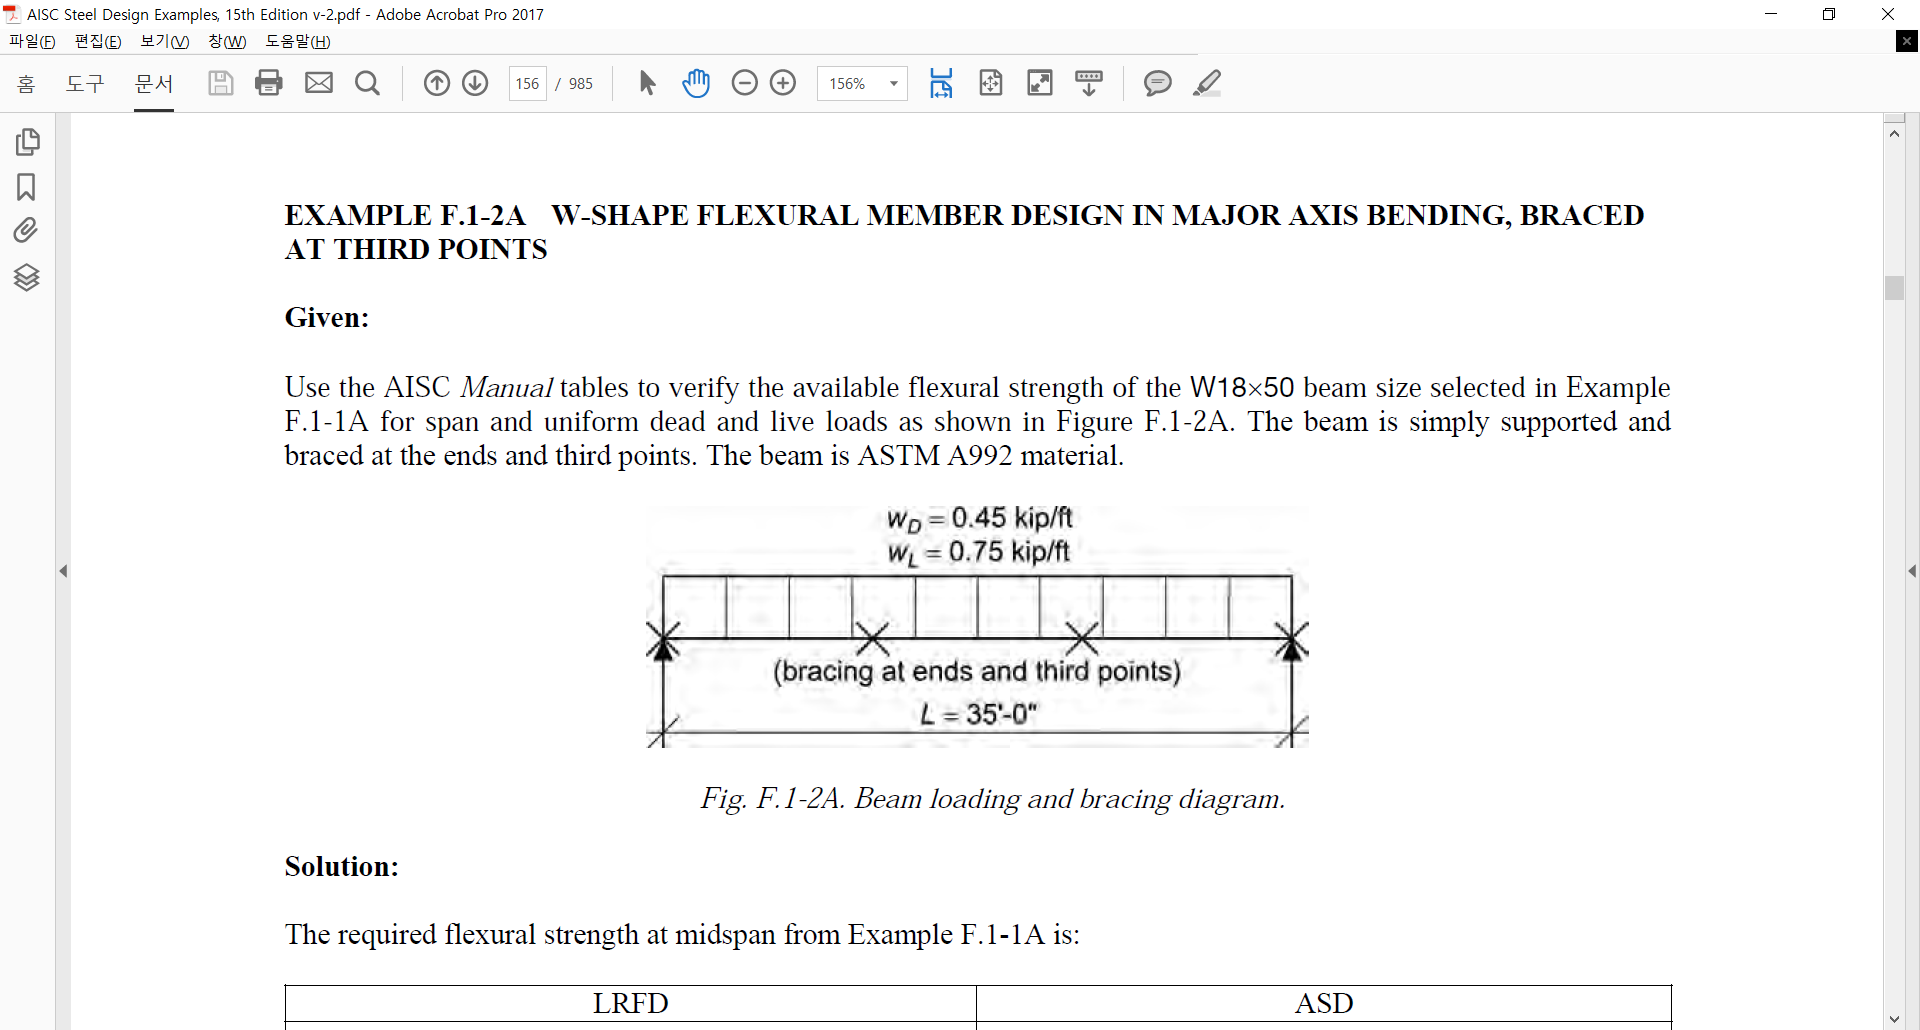 AISC Steel Design Examples, 15th Edition v-2.pdf - Adobe Acrobat Pro 2017
파일(F) 편집(E) 보기(V) 창(W) 도움말(H)
홈 도구 문서 156 / 985 156%
EXAMPLE F.1-2A W-SHAPE FLEXURAL MEMBER DESIGN IN MAJOR AXIS BENDING, BRACED
AT THIRD POINTS
Given:
Use the AISC Manual tables to verify the available flexural strength of the W18×50 beam size selected in Example
F.1-1A for span and uniform dead and live loads as shown in Figure F.1-2A. The beam is simply supported and
braced at the ends and third points. The beam is ASTM A992 material.
wD = 0.45 kip/ft
wL = 0.75 kip/ft
(bracing at ends and third points)
L = 35'-0"
Fig. F.1-2A. Beam loading and bracing diagram.
Solution:
The required flexural strength at midspan from Example F.1-1A is:
LRFD ASD